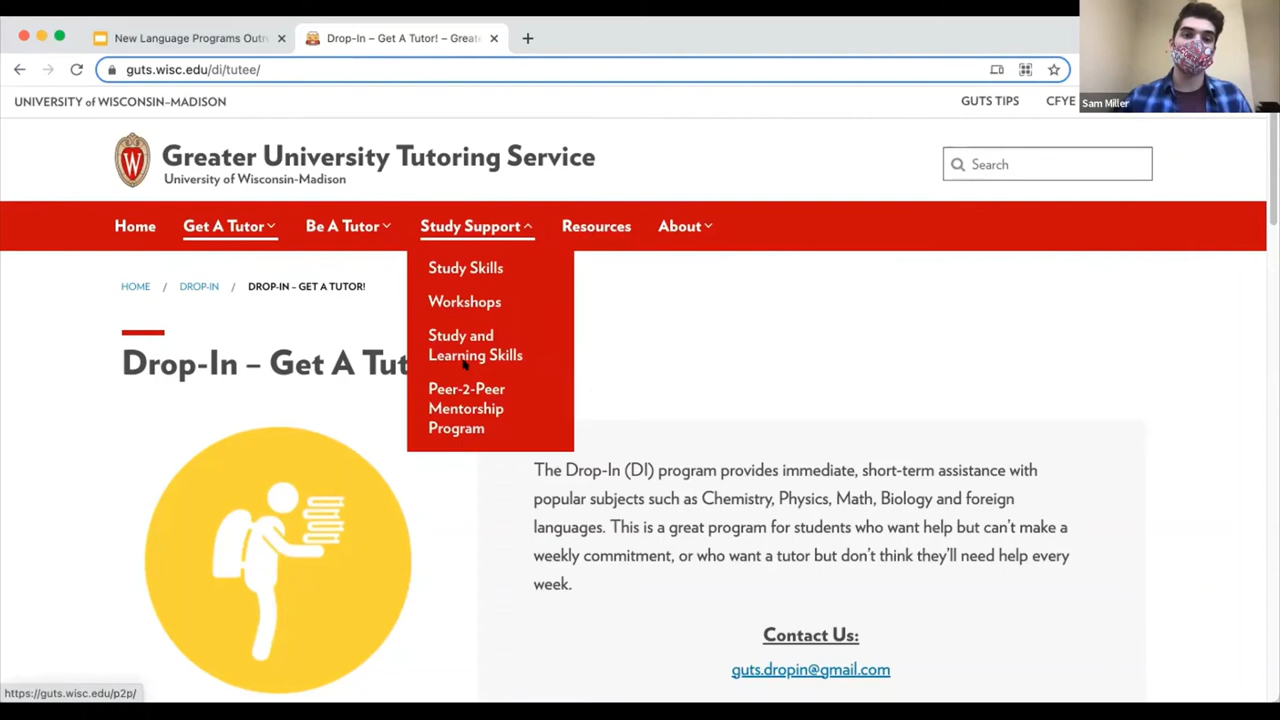 New Language Programs Outr
Drop-In – Get A Tutor! – Great
guts.wisc.edu/di/tutee/
Sam Miller
UNIVERSITY of WISCONSIN–MADISON
GUTS TIPS
CFYE
W
Greater University Tutoring Service
University of Wisconsin-Madison
Search
Home
Get A Tutor
Be A Tutor
Study Support
Resources
About
Study Skills
Workshops
Study and
Learning Skills
Peer-2-Peer
Mentorship
Program
HOME / DROP-IN / DROP-IN – GET A TUTOR!
Drop-In – Get A Tut
The Drop-In (DI) program provides immediate, short-term assistance with
popular subjects such as Chemistry, Physics, Math, Biology and foreign
languages. This is a great program for students who want help but can't make a
weekly commitment, or who want a tutor but don't think they'll need help every
week.
Contact Us:
guts.dropin@gmail.com
https://guts.wisc.edu/p2p/